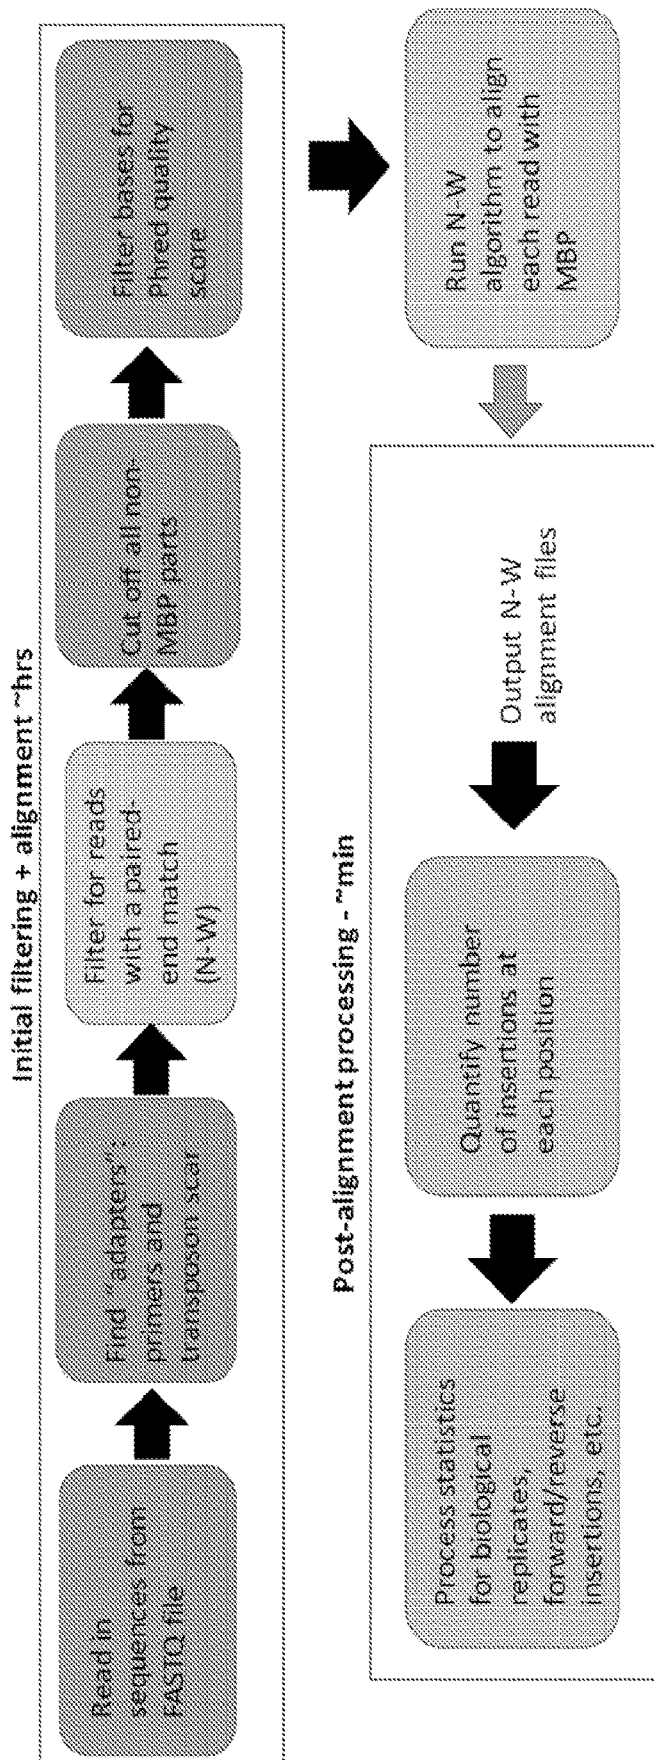 Initial filtering + alignment ~hrs
Read in
sequences from
FASTQ file
Find “adapters”:
primers and
transposon scar
Filter for reads
with a paired-
end match
(N-W)
Cut off all non-
MBP parts
Filter bases for
Phred quality
score
Run N-W
algorithm to align
each read with
MBP
Post-alignment processing - ~min
Output N-W
alignment files
Quantify number
of insertions at
each position
Process statistics
for biological
replicates,
forward/reverse
insertions, etc.